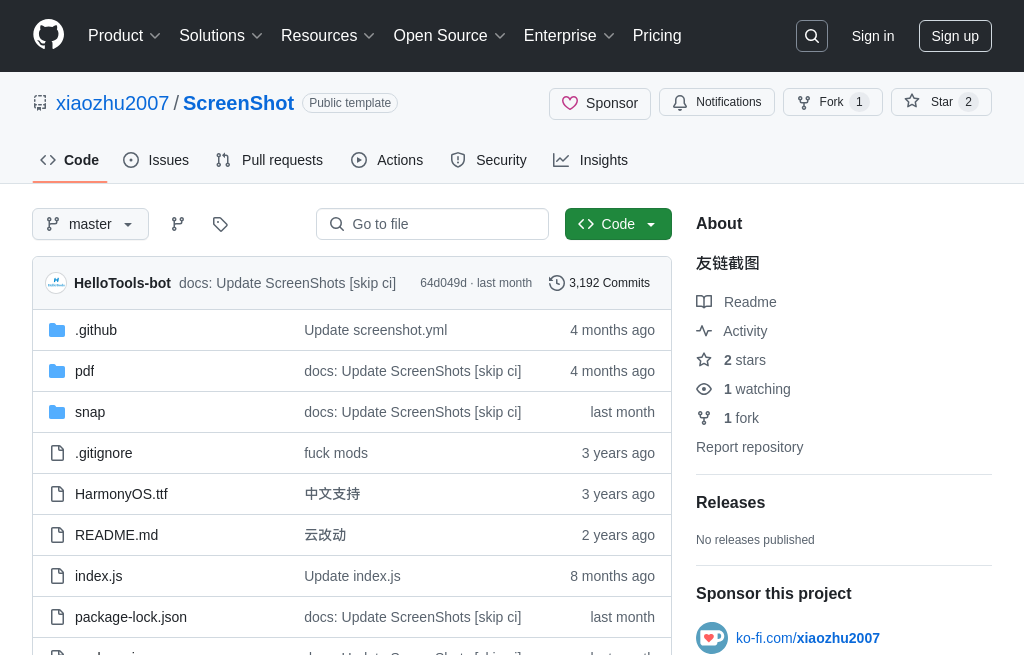 Product Solutions Resources Open Source Enterprise Pricing Sign in Sign up
xiaozhu2007 / ScreenShot Public template Sponsor Notifications Fork 1 Star 2
Code Issues Pull requests Actions Security Insights
master Go to file Code
HelloTools-bot docs: Update ScreenShots [skip ci] 64d049d · last month 3,192 Commits
.github Update screenshot.yml 4 months ago
pdf docs: Update ScreenShots [skip ci] 4 months ago
snap docs: Update ScreenShots [skip ci] last month
.gitignore fuck mods 3 years ago
HarmonyOS.ttf 中文支持 3 years ago
README.md 云改动 2 years ago
index.js Update index.js 8 months ago
package-lock.json docs: Update ScreenShots [skip ci] last month
About
友链截图
Readme
Activity
2 stars
1 watching
1 fork
Report repository
Releases
No releases published
Sponsor this project
ko-fi.com/xiaozhu2007